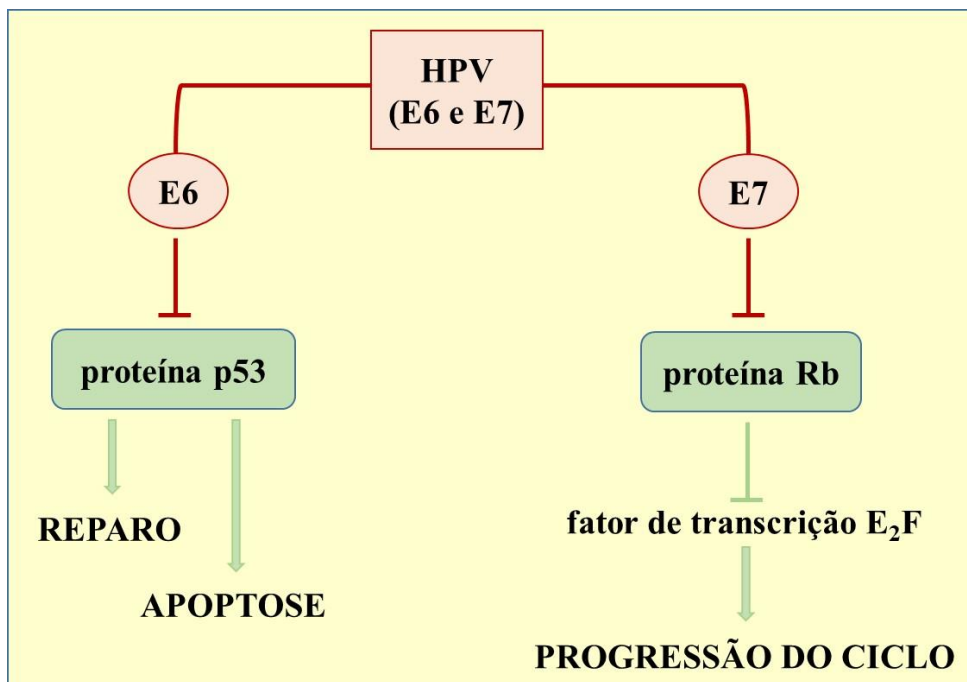 HPV
(E6 e E7)
E6
E7
proteína p53
proteína Rb
REPARO
fator de transcrição E₂F
APOPTOSE
PROGRESSÃO DO CICLO